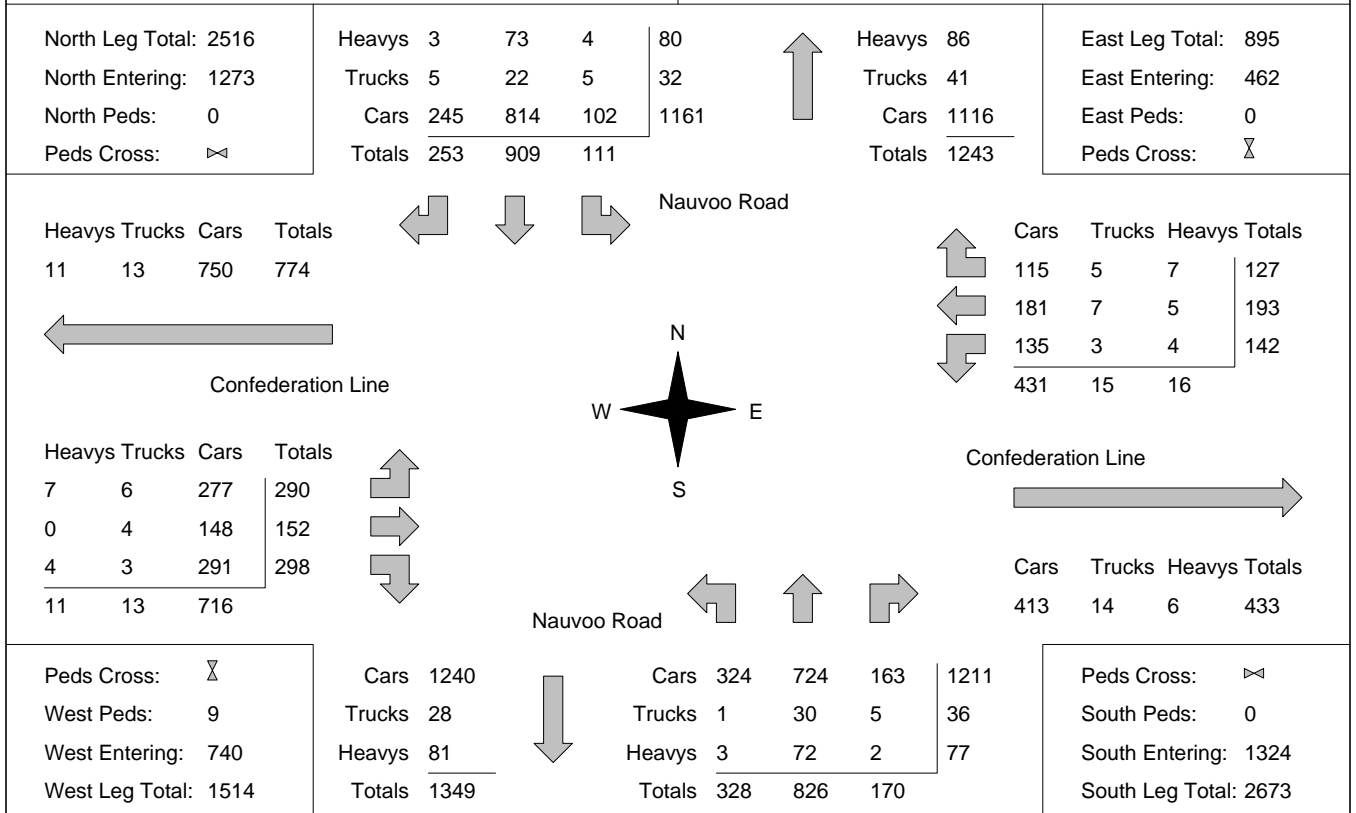 North Leg Total: 2516
North Entering: 1273
North Peds: 0
Peds Cross:
Heavys 3 73 4 80
Trucks 5 22 5 32
Cars 245 814 102 1161
Totals 253 909 111
Heavys 86
Trucks 41
Cars 1116
Totals 1243
East Leg Total: 895
East Entering: 462
East Peds: 0
Peds Cross:
Nauvoo Road
Heavys Trucks Cars Totals
11 13 750 774
Confederation Line
Cars Trucks Heavys Totals
115 5 7 127
181 7 5 193
135 3 4 142
431 15 16
N
W E
S
Heavys Trucks Cars Totals
7 6 277 290
0 4 148 152
4 3 291 298
11 13 716
Confederation Line
Cars Trucks Heavys Totals
413 14 6 433
Nauvoo Road
Peds Cross:
West Peds: 9
West Entering: 740
West Leg Total: 1514
Cars 1240
Trucks 28
Heavys 81
Totals 1349
Cars 324 724 163 1211
Trucks 1 30 5 36
Heavys 3 72 2 77
Totals 328 826 170
Peds Cross:
South Peds: 0
South Entering: 1324
South Leg Total: 2673